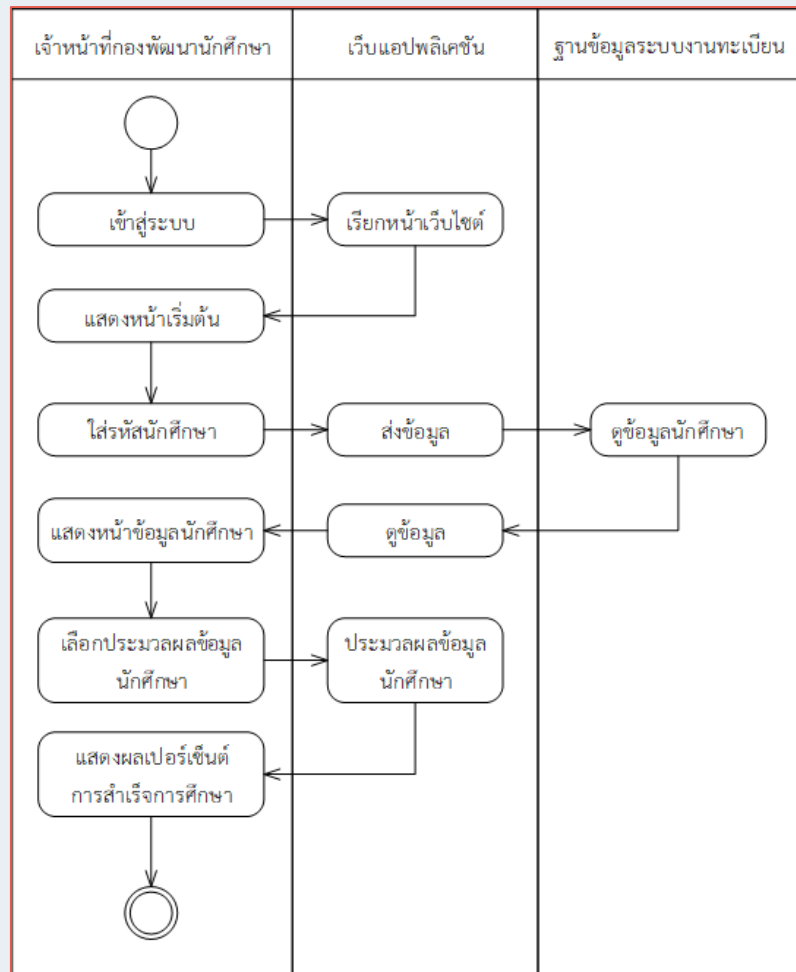 เจ้าหน้าที่กองพัฒนานักศึกษา
เว็บแอปพลิเคชัน
ฐานข้อมูลระบบงานทะเบียน
เข้าสู่ระบบ
เรียกหน้าเว็บไซต์
แสดงหน้าเริ่มต้น
ใส่รหัสนักศึกษา
ส่งข้อมูล
ดูข้อมูลนักศึกษา
ดูข้อมูล
แสดงหน้าข้อมูลนักศึกษา
เลือกประมวลผลข้อมูล
นักศึกษา
ประมวลผลข้อมูล
นักศึกษา
แสดงผลเปอร์เซ็นต์
การสำเร็จการศึกษา